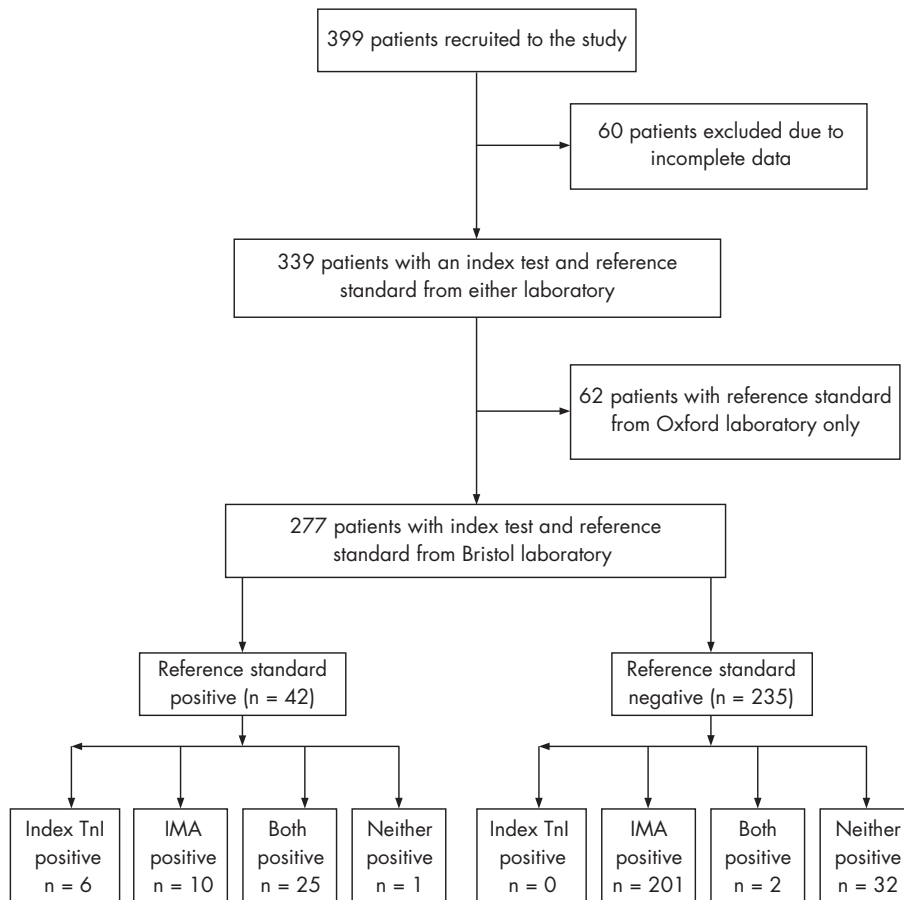 399 patients recruited to the study
60 patients excluded due to
incomplete data
339 patients with an index test and reference
standard from either laboratory
62 patients with reference standard
from Oxford laboratory only
277 patients with index test and reference
standard from Bristol laboratory
Reference standard
positive (n = 42)
Reference standard
negative (n = 235)
Index TnI
positive
n = 6
IMA
positive
n = 10
Both
positive
n = 25
Neither
positive
n = 1
Index TnI
positive
n = 0
IMA
positive
n = 201
Both
positive
n = 2
Neither
positive
n = 32